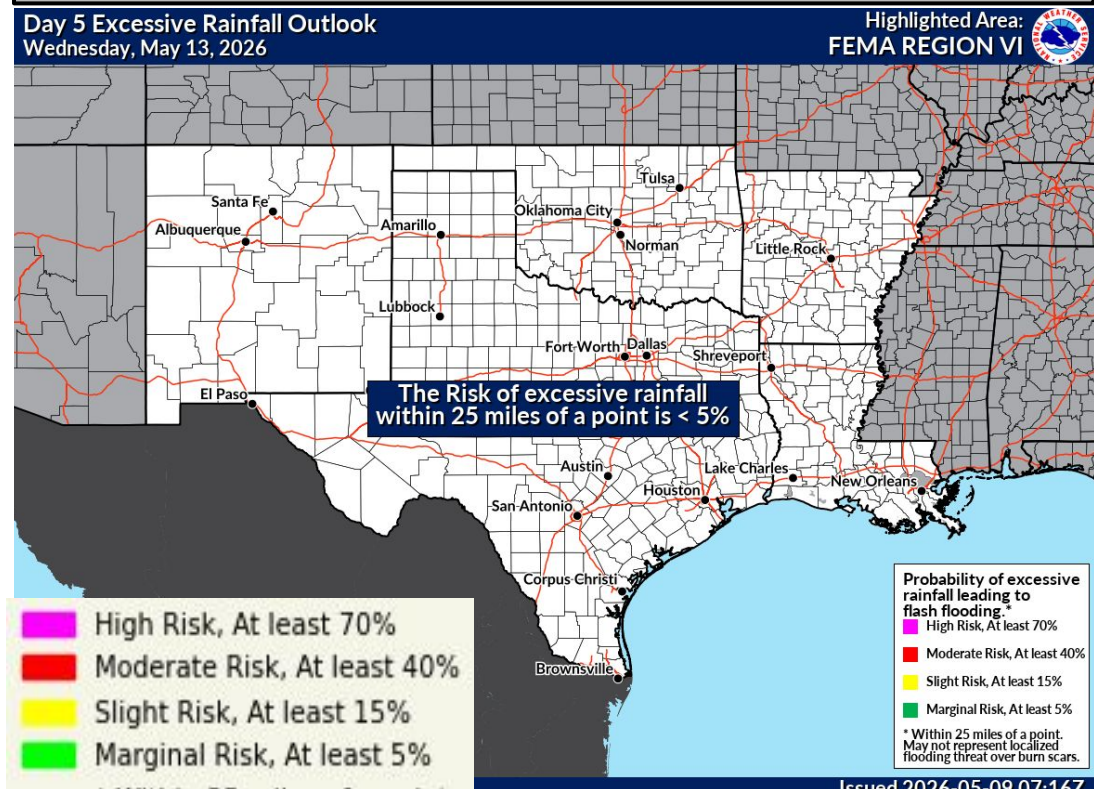 Day 5 Excessive Rainfall Outlook
Wednesday, May 13, 2026
Highlighted Area:
FEMA REGION VI
Tulsa
Santa Fe
Oklahoma City
Albuquerque
Amarillo
Norman
Little Rock
Lubbock
Fort Worth
Dallas
Shreveport
El Paso
The Risk of excessive rainfall
within 25 miles of a point is < 5%
Austin
Lake Charles
New Orleans
Houston
San Antonio
Corpus Christi
Brownsville
Probability of excessive
rainfall leading to
flash flooding.*
High Risk, At least 70%
Moderate Risk, At least 40%
Slight Risk, At least 15%
Marginal Risk, At least 5%
* Within 25 miles of a point.
May not represent localized
flooding threat over burn scars.
High Risk, At least 70%
Moderate Risk, At least 40%
Slight Risk, At least 15%
Marginal Risk, At least 5%
Issued 2026-05-09 07:16Z